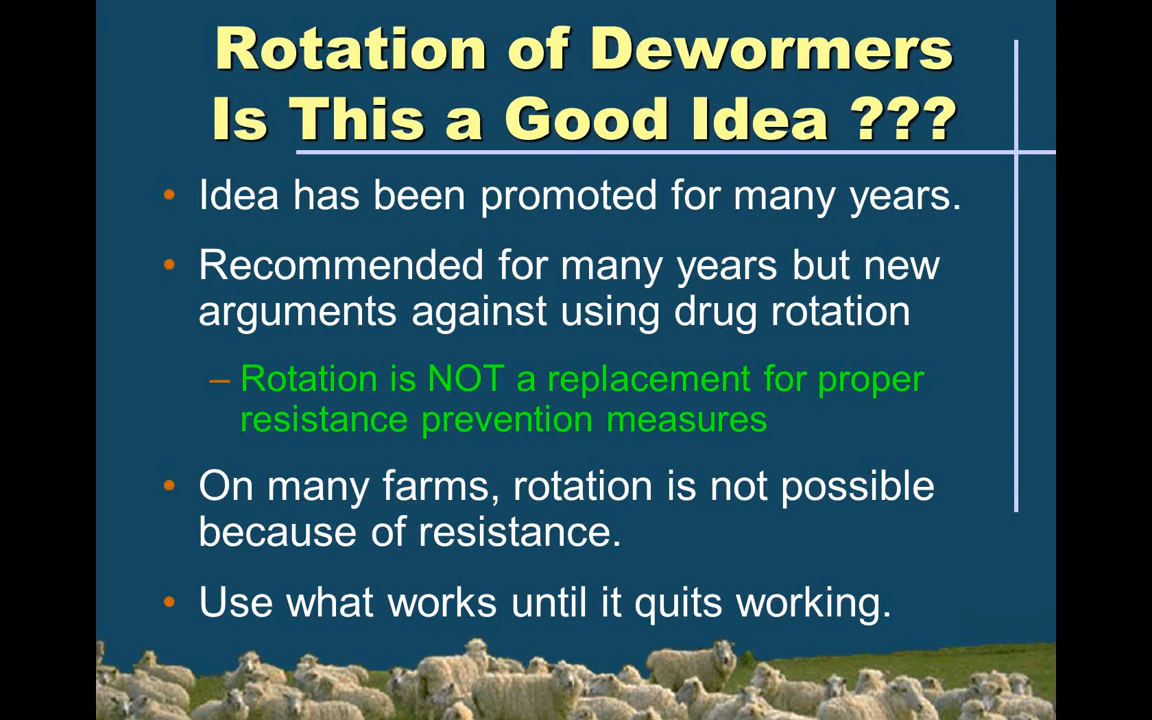 Rotation of Dewormers
Is This a Good Idea ???
• Idea has been promoted for many years.
• Recommended for many years but new
arguments against using drug rotation
– Rotation is NOT a replacement for proper
resistance prevention measures
• On many farms, rotation is not possible
because of resistance.
• Use what works until it quits working.